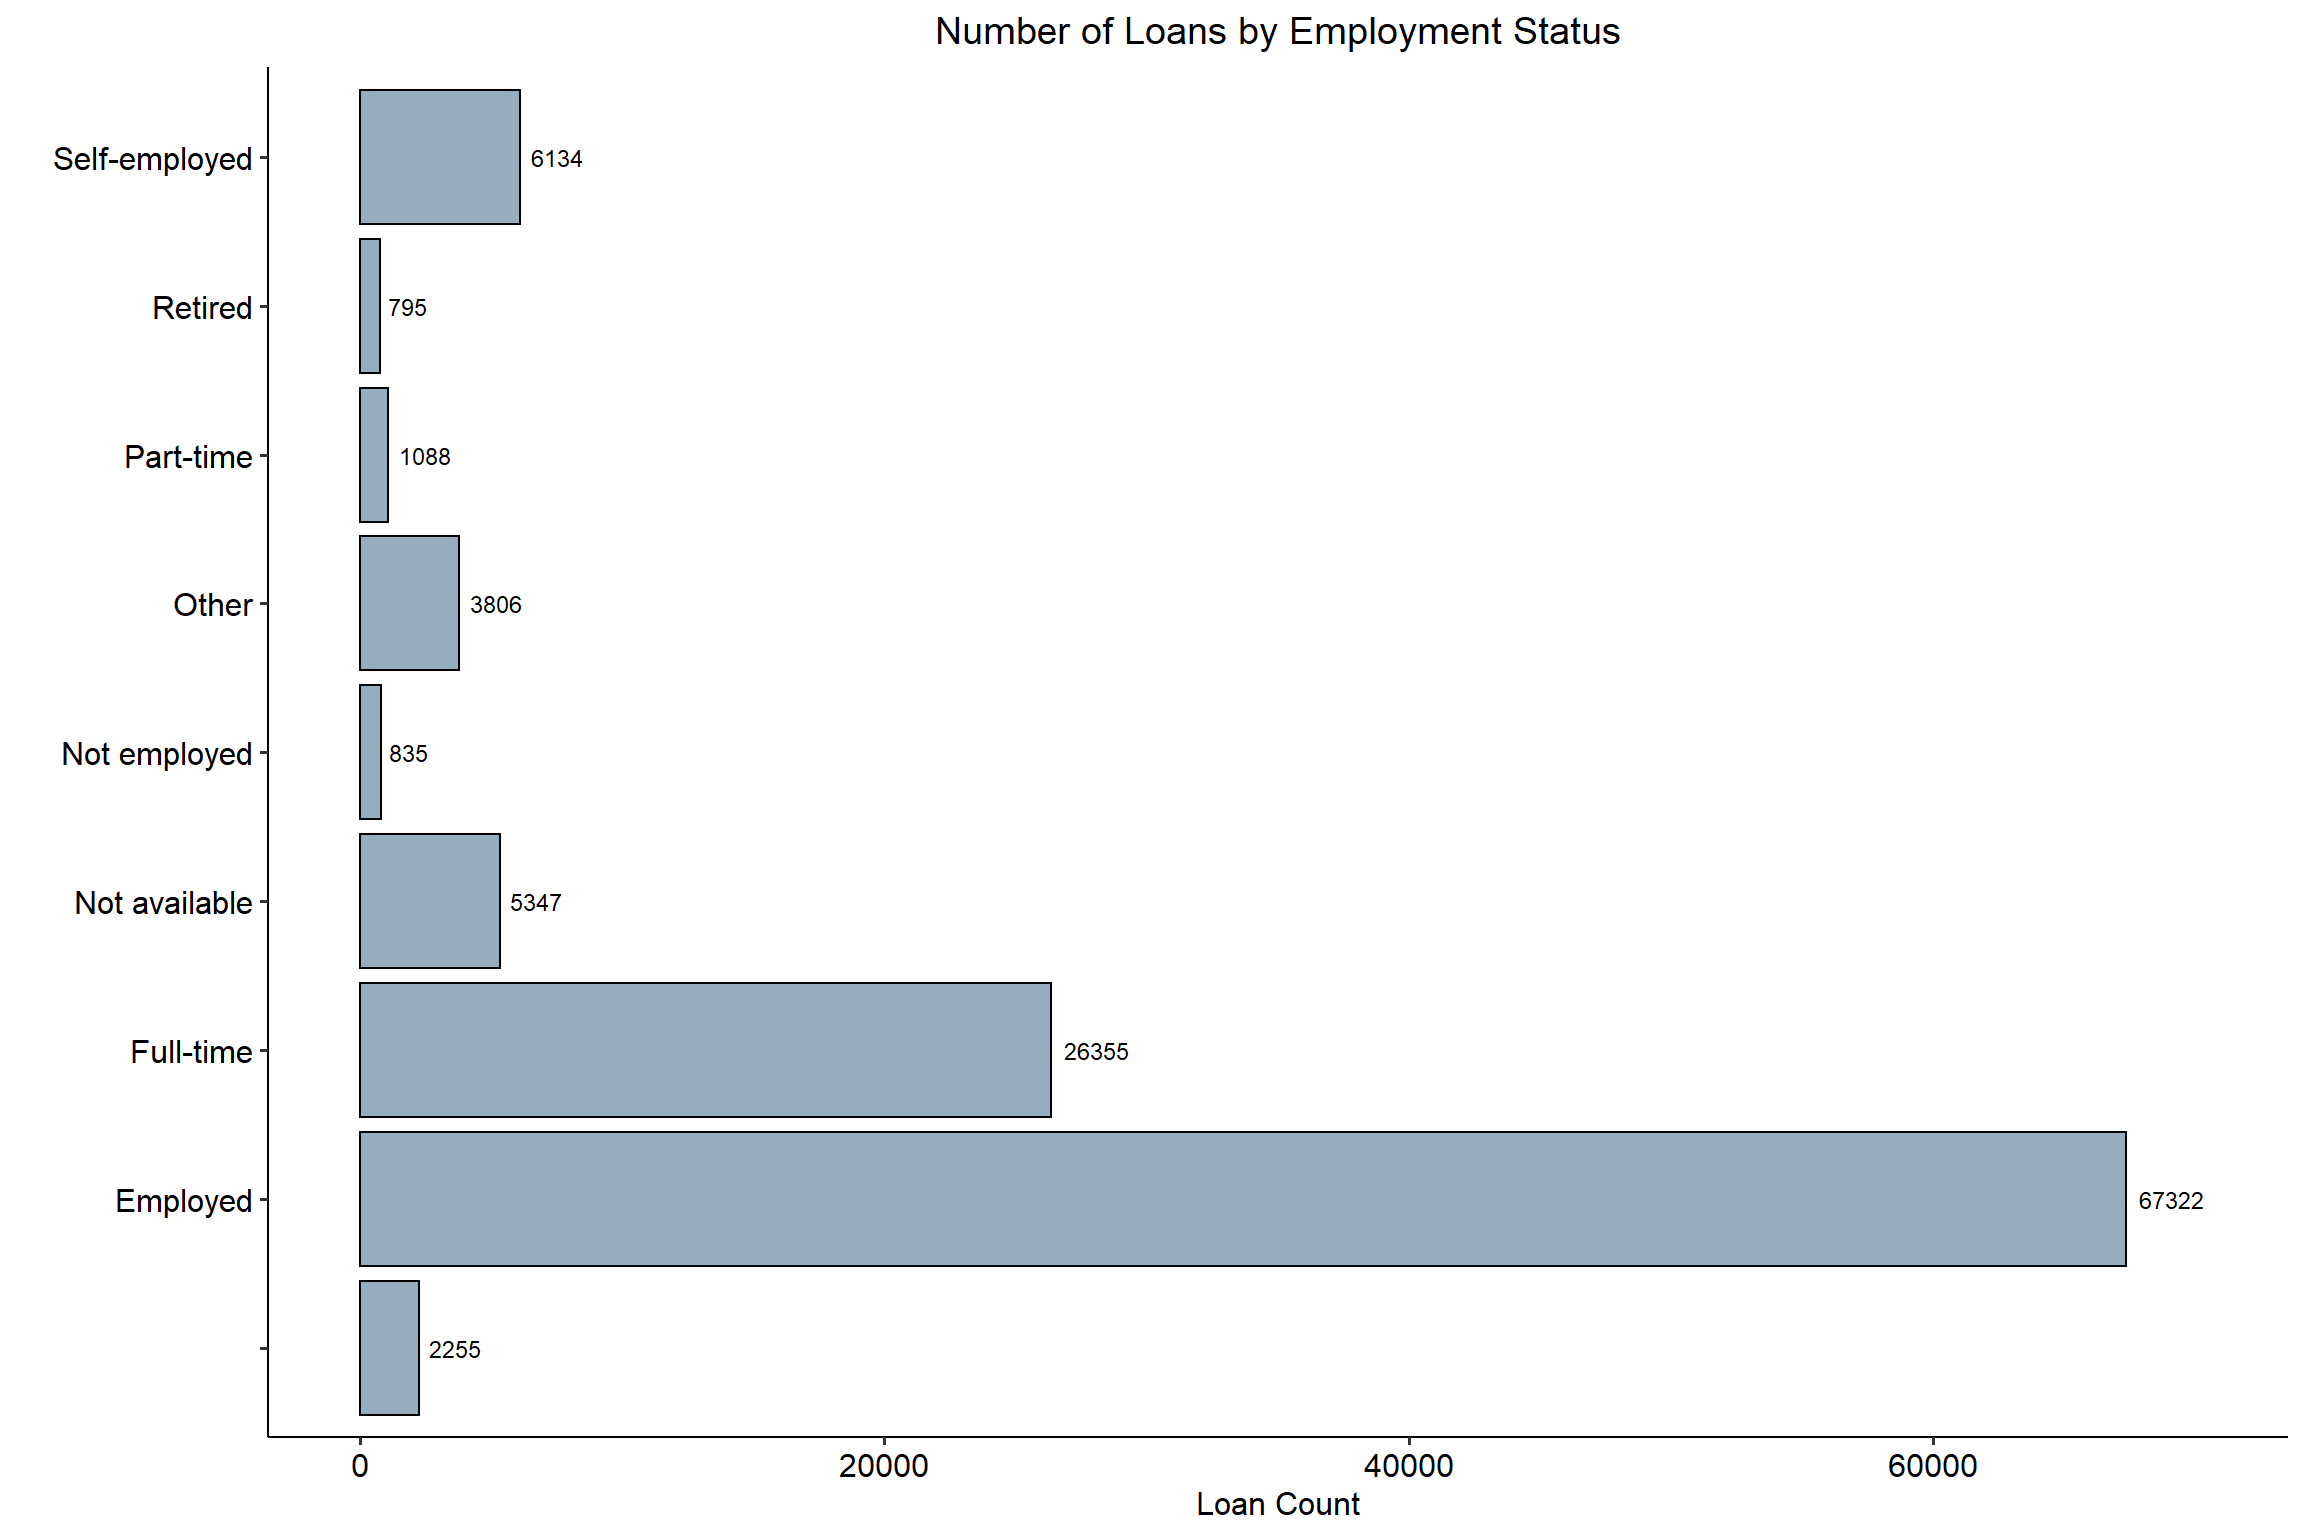 Number of Loans by Employment Status
Self-employed 6134
Retired 795
Part-time 1088
Other 3806
Not employed 835
Not available 5347
Full-time 26355
Employed 67322
2255
0 20000 40000 60000
Loan Count